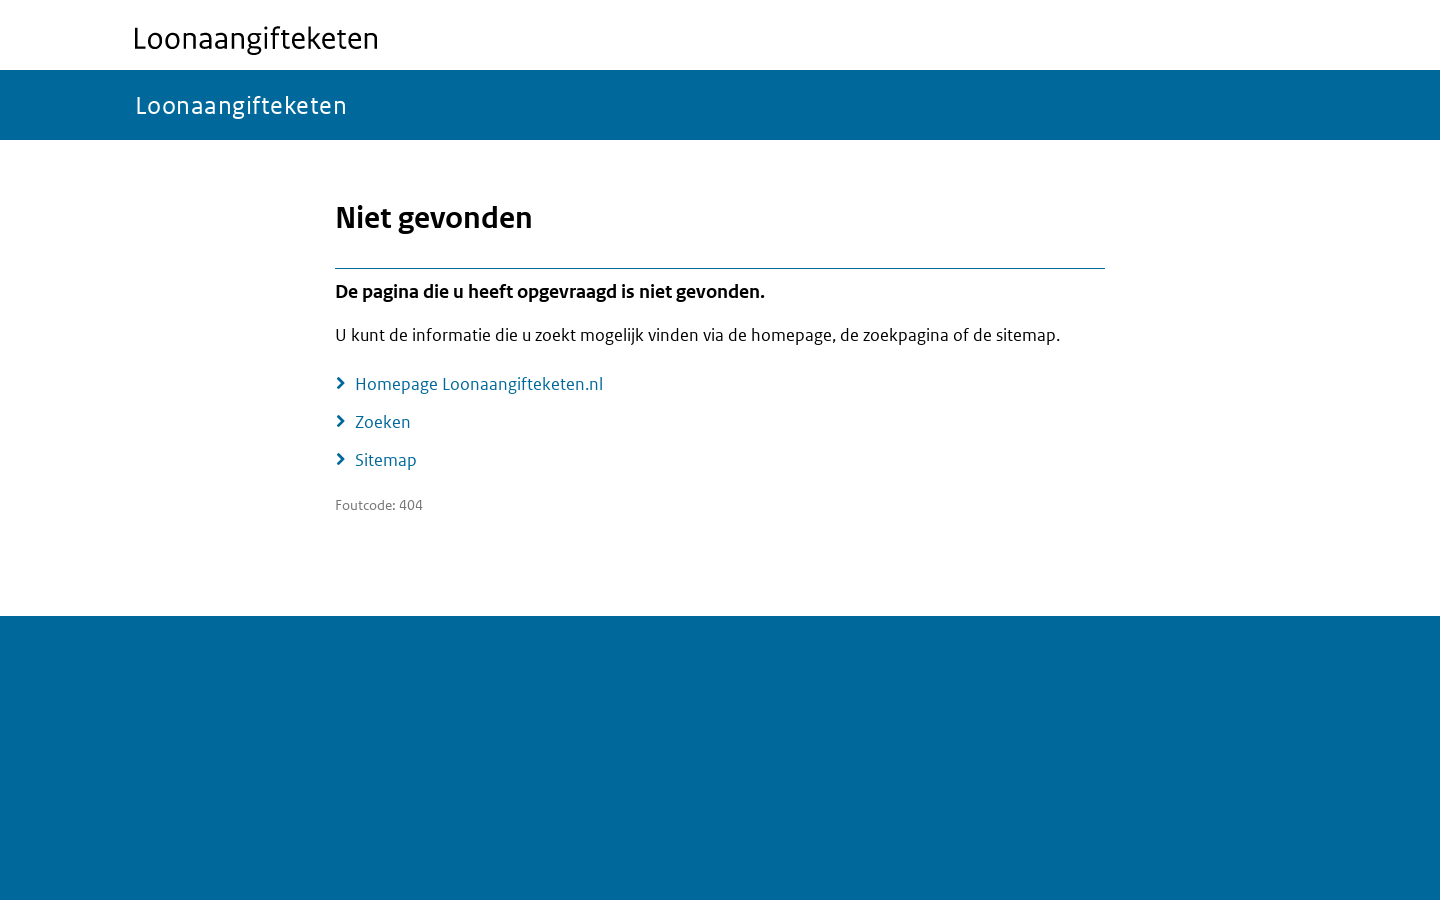 Loonaangifteketen
Loonaangifteketen
Niet gevonden
De pagina die u heeft opgevraagd is niet gevonden.
U kunt de informatie die u zoekt mogelijk vinden via de homepage, de zoekpagina of de sitemap.
Homepage Loonaangifteketen.nl
Zoeken
Sitemap
Foutcode: 404